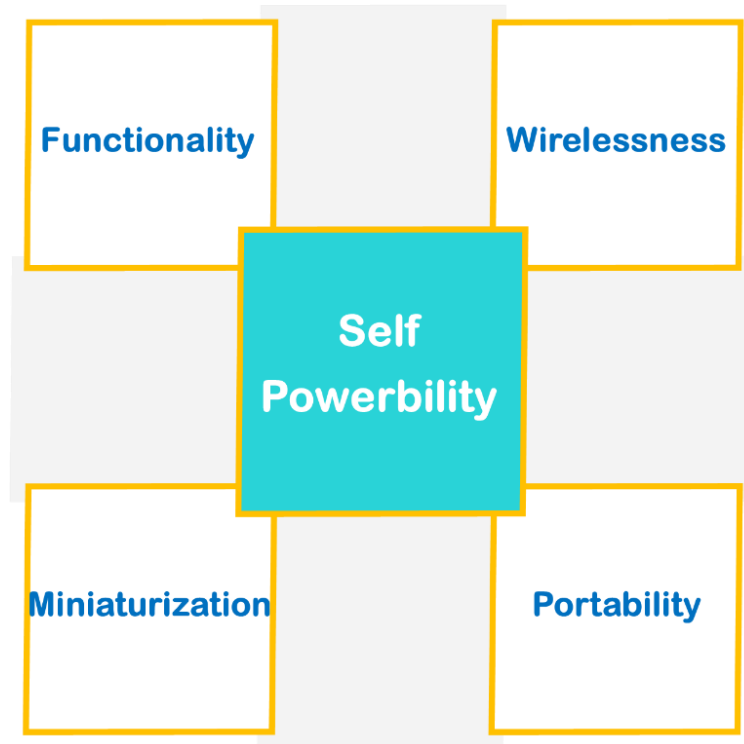 Functionality
Wirelessness
Self
Powerbility
Miniaturization
Portability